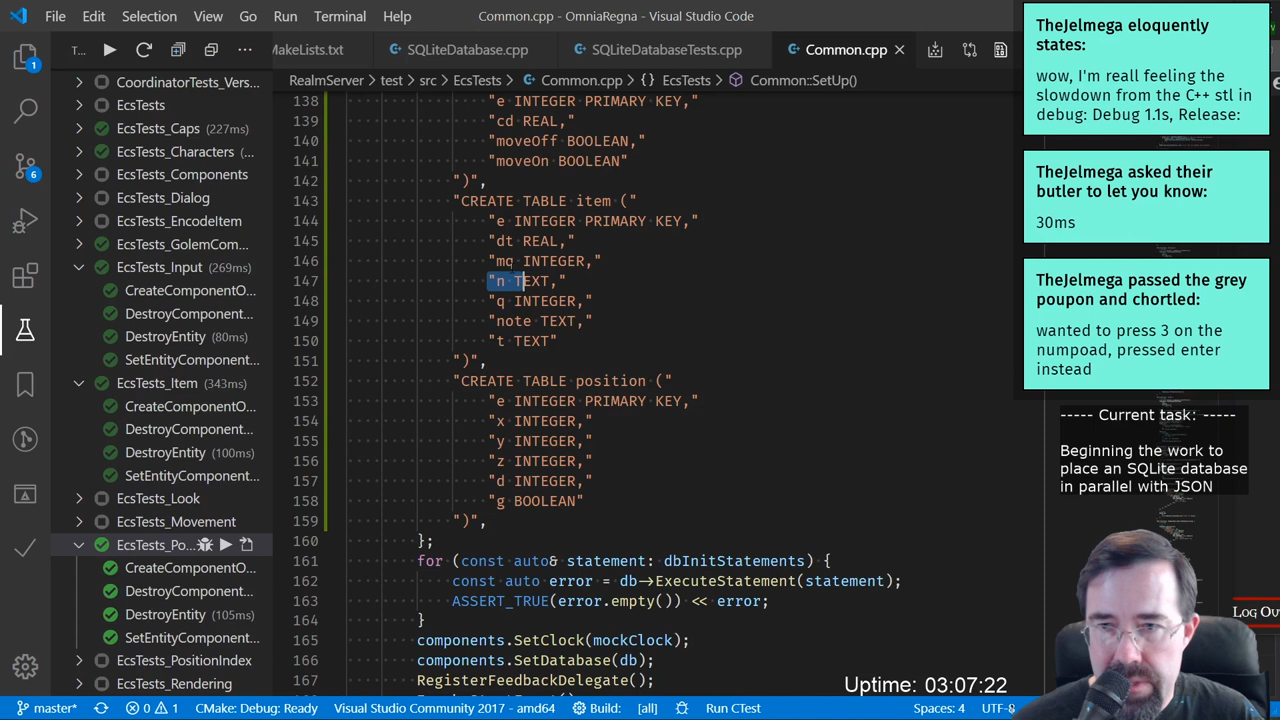 File Edit Selection View Go Run Terminal Help
Common.cpp - OmniaRegna - Visual Studio Code
T...
MakeLists.txt
SQLiteDatabase.cpp
SQLiteDatabaseTests.cpp
Common.cpp
RealmServer > test > src > EcsTests > Common.cpp > {} EcsTests > Common::SetUp()
1
6
CoordinatorTests_Vers...
EcsTests
EcsTests_Caps (227ms)
EcsTests_Characters (...
EcsTests_Components
EcsTests_Dialog
EcsTests_EncodeItem
EcsTests_GolemCom...
EcsTests_Input (269ms)
CreateComponentO...
DestroyComponent...
DestroyEntity (80ms)
SetEntityComponent...
EcsTests_Item (343ms)
CreateComponentO...
DestroyComponent...
DestroyEntity (100ms)
SetEntityComponent...
EcsTests_Look
EcsTests_Movement
EcsTests_Po...
CreateComponentO...
DestroyComponent...
DestroyEntity (105ms)
SetEntityComponent...
EcsTests_PositionIndex
EcsTests_Rendering
138 "e INTEGER PRIMARY KEY,"
139 "cd REAL,"
140 "moveOff BOOLEAN,"
141 "moveOn BOOLEAN"
142 ")",
143 "CREATE TABLE item ("
144 "e INTEGER PRIMARY KEY,"
145 "dt REAL,"
146 "mq INTEGER,"
147 "n TEXT,"
148 "q INTEGER,"
149 "note TEXT,"
150 "t TEXT"
151 ")",
152 "CREATE TABLE position ("
153 "e INTEGER PRIMARY KEY,"
154 "x INTEGER,"
155 "y INTEGER,"
156 "z INTEGER,"
157 "d INTEGER,"
158 "g BOOLEAN"
159 ")",
160 };
161 for (const auto& statement: dbInitStatements) {
162 const auto error = db->ExecuteStatement(statement);
163 ASSERT_TRUE(error.empty()) << error;
164 }
165 components.SetClock(mockClock);
166 components.SetDatabase(db);
167 RegisterFeedbackDelegate();
TheJelmega eloquently
states:
wow, I'm reall feeling the
slowdown from the C++ stl in
debug: Debug 1.1s, Release:
TheJelmega asked their
butler to let you know:
30ms
TheJelmega passed the grey
poupon and chortled:
wanted to press 3 on the
numpoad, pressed enter
instead
----- Current task: -----
Beginning the work to
place an SQLite database
in parallel with JSON
Log Ou
Uptime: 03:07:22
master* 0 1 CMake: Debug: Ready Visual Studio Community 2017 - amd64 Build: [all] Run CTest Spaces: 4 UTF-8